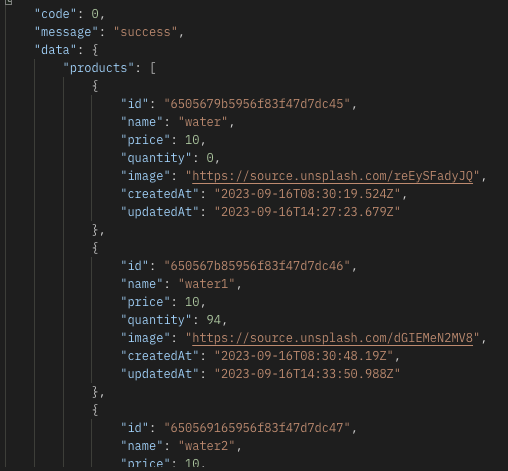 "code": 0,
"message": "success",
"data": {
"products": [
{
"id": "6505679b5956f83f47d7dc45",
"name": "water",
"price": 10,
"quantity": 0,
"image": "https://source.unsplash.com/reEySFadyJQ",
"createdAt": "2023-09-16T08:30:19.524Z",
"updatedAt": "2023-09-16T14:27:23.679Z"
},
{
"id": "650567b85956f83f47d7dc46",
"name": "water1",
"price": 10,
"quantity": 94,
"image": "https://source.unsplash.com/dGIEMeN2MV8",
"createdAt": "2023-09-16T08:30:48.19Z",
"updatedAt": "2023-09-16T14:33:50.988Z"
},
{
"id": "650569165956f83f47d7dc47",
"name": "water2",
"price": 10,